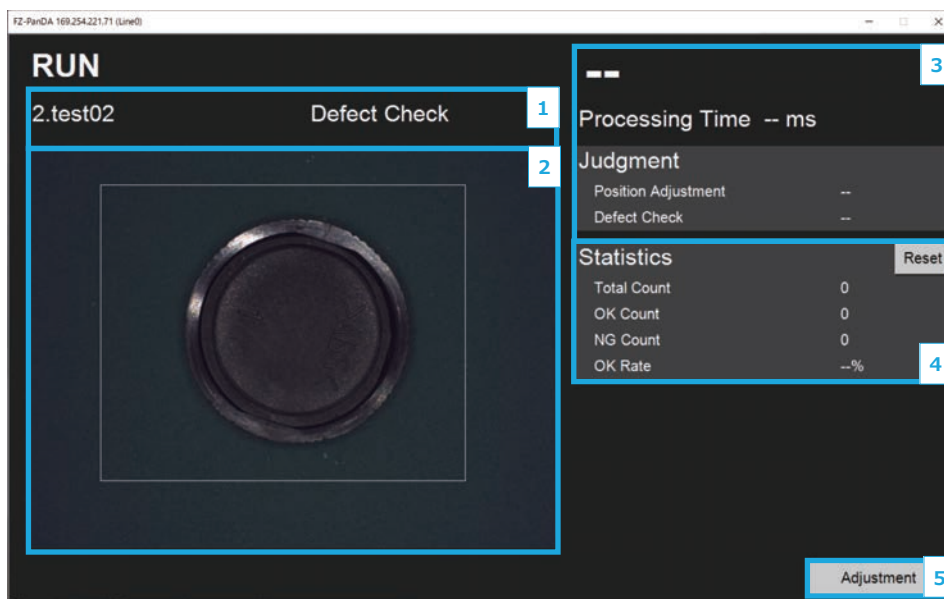 FZ-PanDA 169.254.221.71 (Line0)
RUN
2.test02 Defect Check 1
2
-- 3
Processing Time -- ms
Judgment
Position Adjustment --
Defect Check --
Statistics Reset
Total Count 0
OK Count 0
NG Count 0
OK Rate --% 4
Adjustment 5